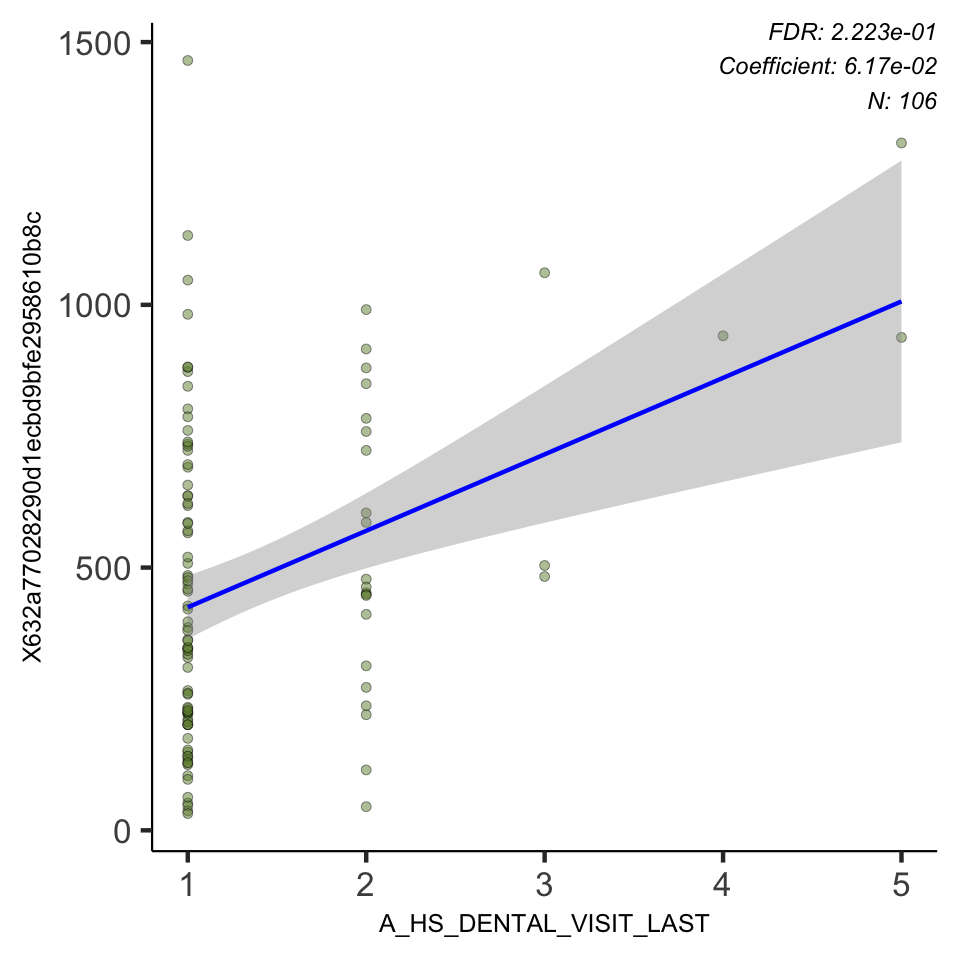 FDR: 2.223e-01
Coefficient: 6.17e-02
N: 106
1500
1000
500
0
X632a77028290d1ecbd9bfe2958610b8c
1 2 3 4 5
A_HS_DENTAL_VISIT_LAST